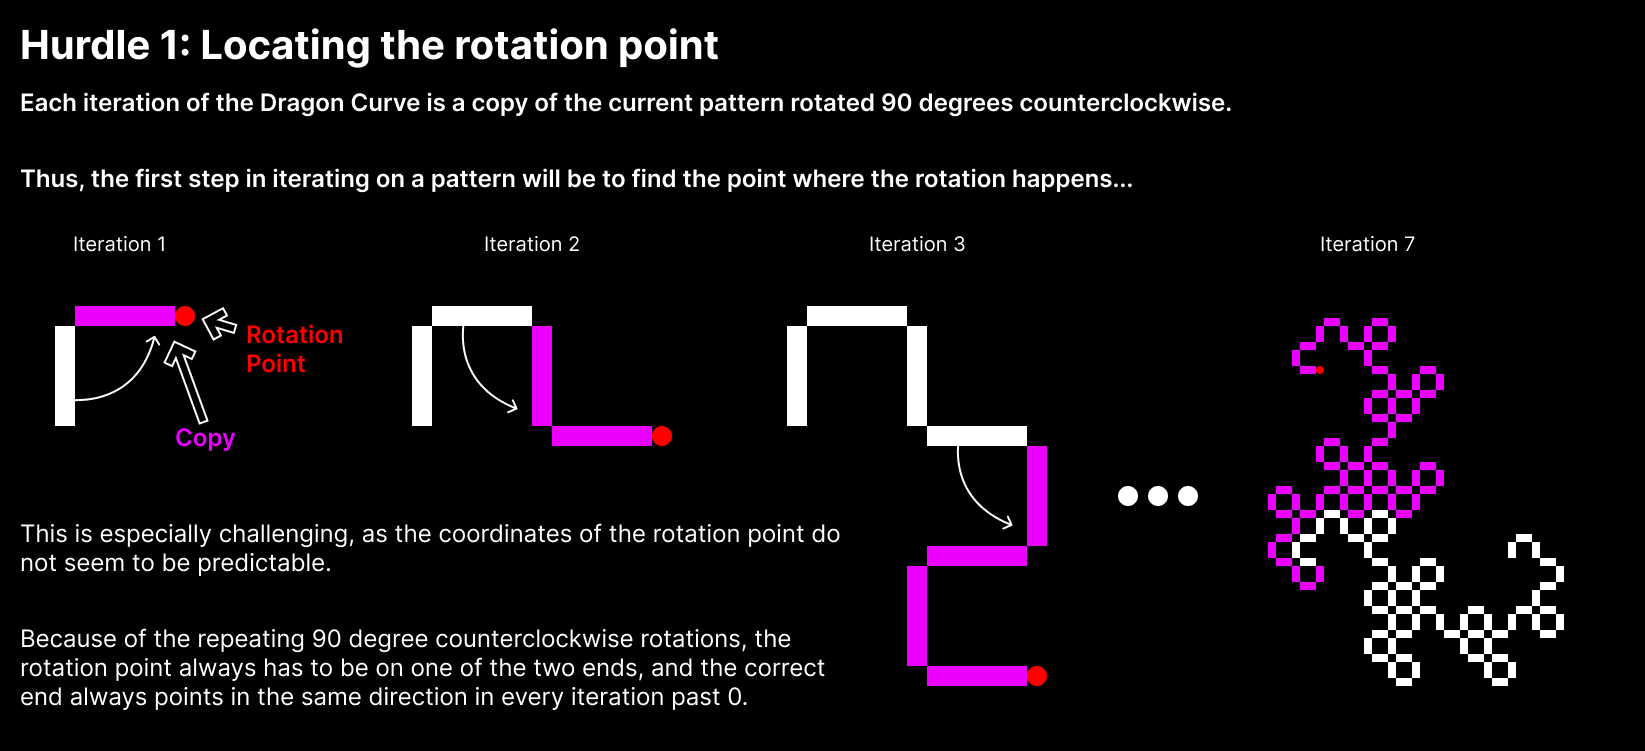 Hurdle 1: Locating the rotation point
Each iteration of the Dragon Curve is a copy of the current pattern rotated 90 degrees counterclockwise.
Thus, the first step in iterating on a pattern will be to find the point where the rotation happens...
Iteration 1
Iteration 2
Iteration 3
Iteration 7
Rotation
Point
Copy
This is especially challenging, as the coordinates of the rotation point do
not seem to be predictable.
Because of the repeating 90 degree counterclockwise rotations, the
rotation point always has to be on one of the two ends, and the correct
end always points in the same direction in every iteration past 0.